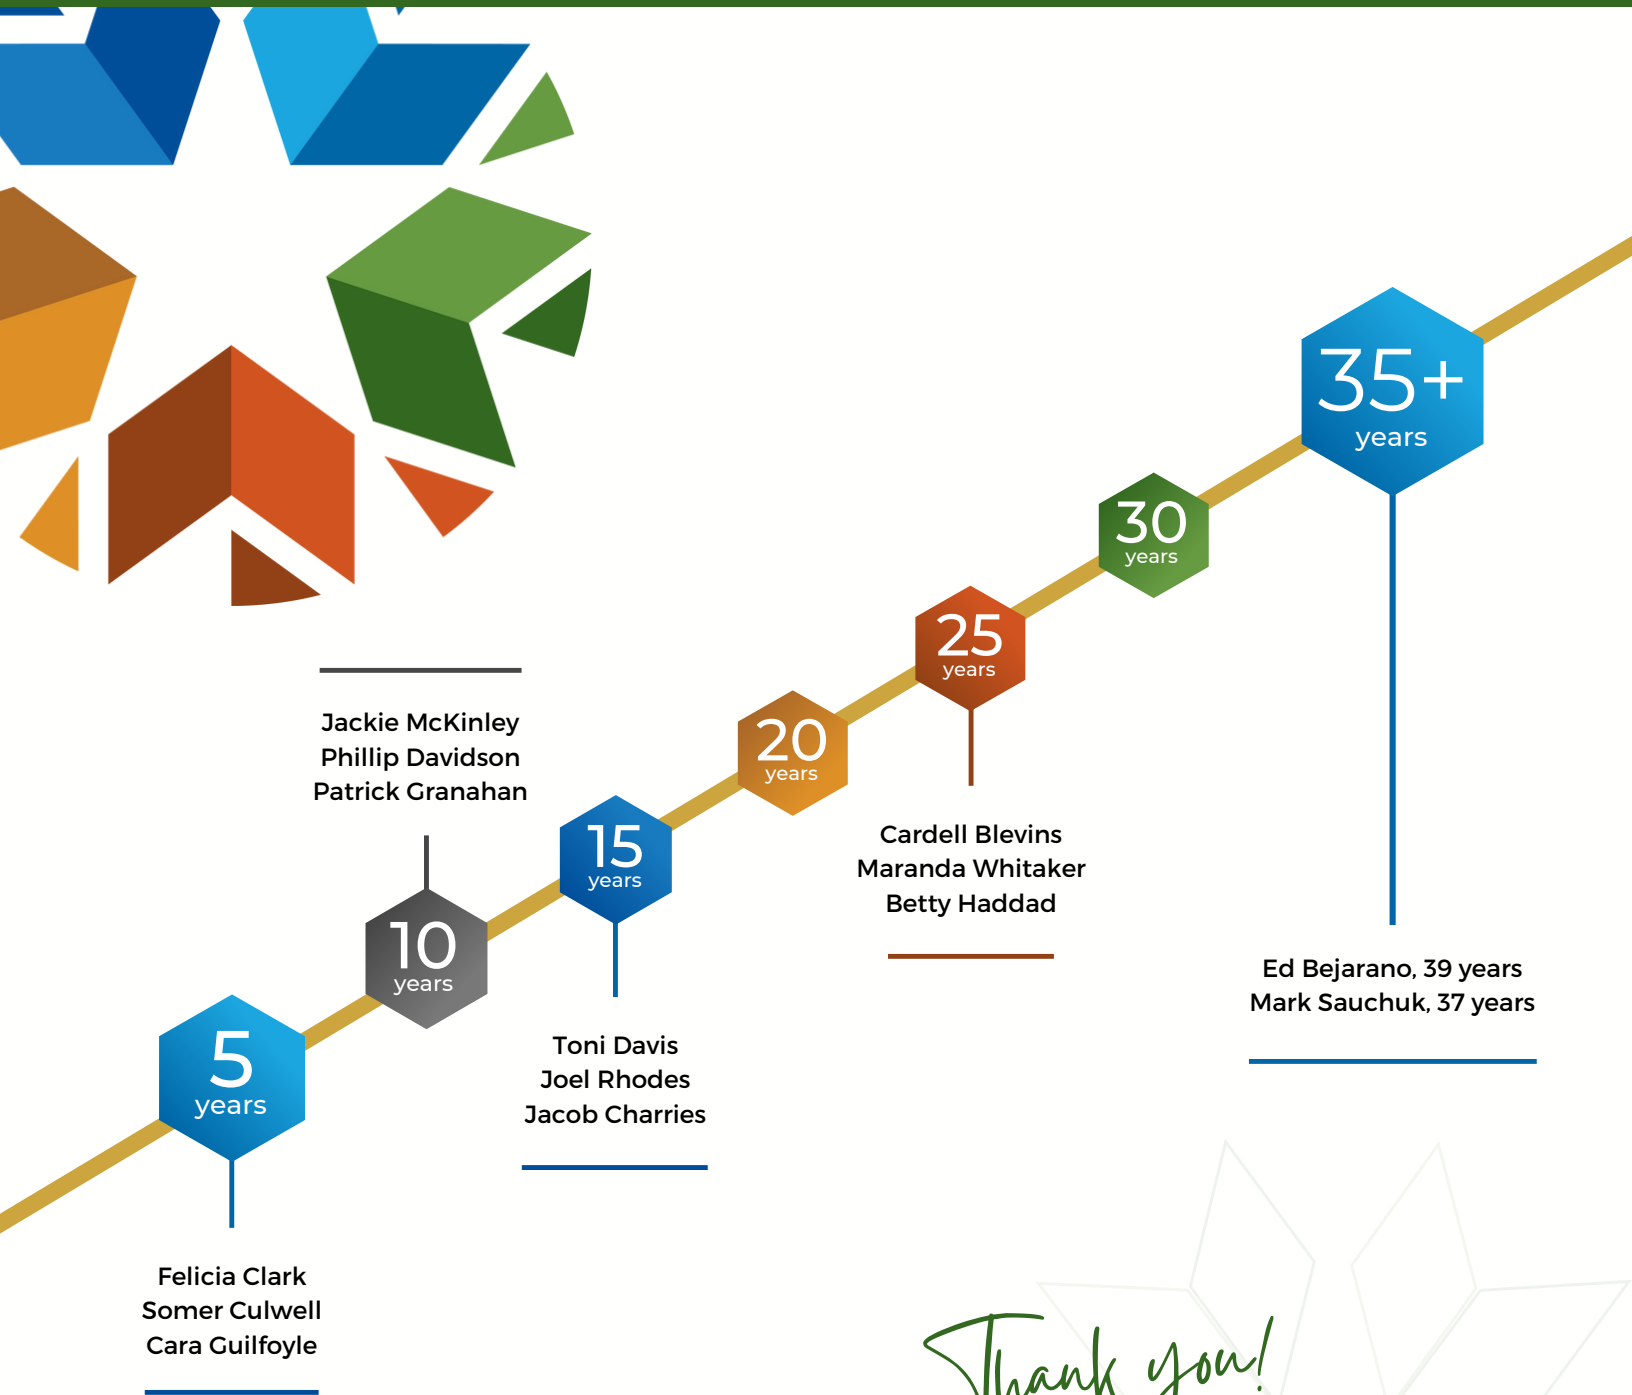 35+
years
30
years
25
years
20
years
15
years
10
years
5
years
Jackie McKinley
Phillip Davidson
Patrick Granahan
Cardell Blevins
Maranda Whitaker
Betty Haddad
Ed Bejarano, 39 years
Mark Sauchuk, 37 years
Toni Davis
Joel Rhodes
Jacob Charries
Felicia Clark
Somer Culwell
Cara Guilfoyle
Thank you!